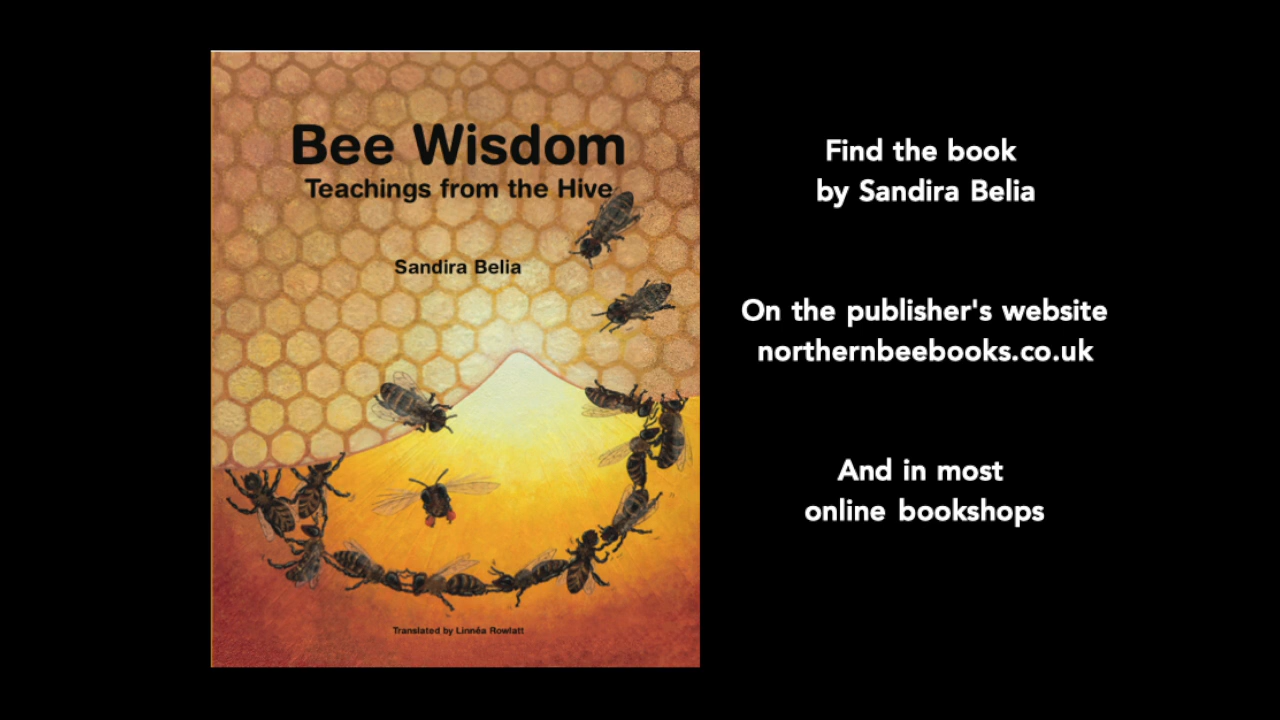 Bee Wisdom
Teachings from the Hive
Sandira Belia
Translated by Linnéa Rowlatt
Find the book
by Sandira Belia
On the publisher's website
northernbeebooks.co.uk
And in most
online bookshops